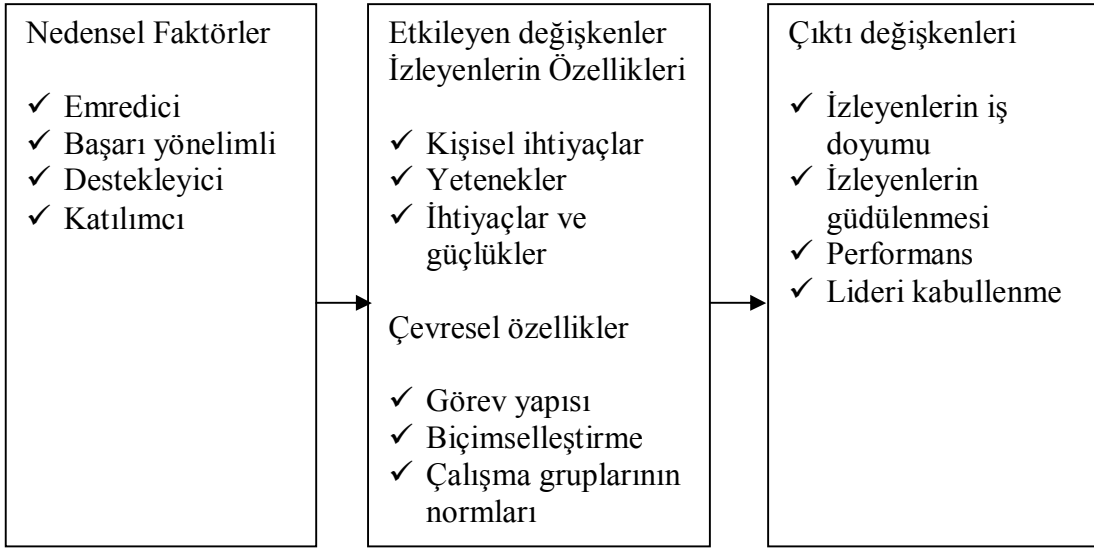 Nedensel Faktörler
✓ Emredici
✓ Başarı yönelimli
✓ Destekleyici
✓ Katılımcı
Etkileyen değişkenler
İzleyenlerin Özellikleri
✓ Kişisel ihtiyaçlar
✓ Yetenekler
✓ İhtiyaçlar ve
güçlükler
Çevresel özellikler
✓ Görev yapısı
✓ Biçimselleştirme
✓ Çalışma gruplarının
normları
Çıktı değişkenleri
✓ İzleyenlerin iş
doyumu
✓ İzleyenlerin
güdülenmesi
✓ Performans
✓ Lideri kabullenme